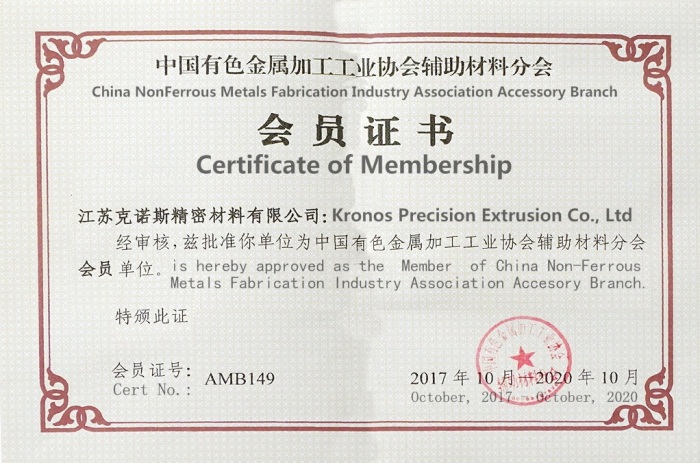 中国有色金属加工工业协会辅助材料分会
China NonFerrous Metals Fabrication Industry Association Accessory Branch
会员证书
Certificate of Membership
江苏克诺斯精密材料有限公司: Kronos Precision Extrusion Co., Ltd
经审核，兹批准你单位为中国有色金属加工工业协会辅助材料分会
会员单位。is hereby approved as the Member of China Non-Ferrous
Metals Fabrication Industry Association Accesory Branch.
特颁此证
会员证号: AMB149
Cert No.:
2017年10月—2020年10月
October, 2017 — October, 2020